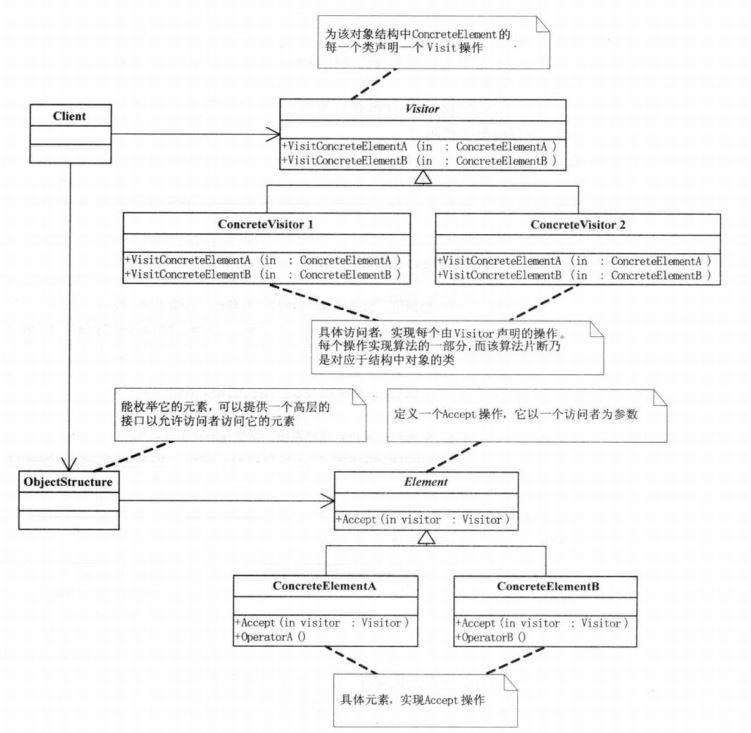 为该对象结构中ConcreteElement的
每一个类声明一个 Visit 操作
Client
Visitor
+VisitConcreteElementA (in : ConcreteElementA )
+VisitConcreteElementB (in : ConcreteElementB )
ConcreteVisitor 1
+VisitConcreteElementA (in : ConcreteElementA )
+VisitConcreteElementB (in : ConcreteElementB )
ConcreteVisitor 2
+VisitConcreteElementA (in : ConcreteElementA )
+VisitConcreteElementB (in : ConcreteElementB )
具体访问者, 实现每个由Visitor 声明的操作。
每个操作实现算法的一部分,而该算法片断乃
是对应于结构中对象的类
能枚举它的元素, 可以提供一个高层的
接口以允许访问者访问它的元素
定义一个Accept 操作, 它以一个访问者为参数
ObjectStructure
Element
+Accept(in visitor : Visitor)
ConcreteElementA
+Accept(in visitor : Visitor)
+OperatorA()
ConcreteElementB
+Accept(in visitor : Visitor)
+OperatorB()
具体元素, 实现Accept 操作